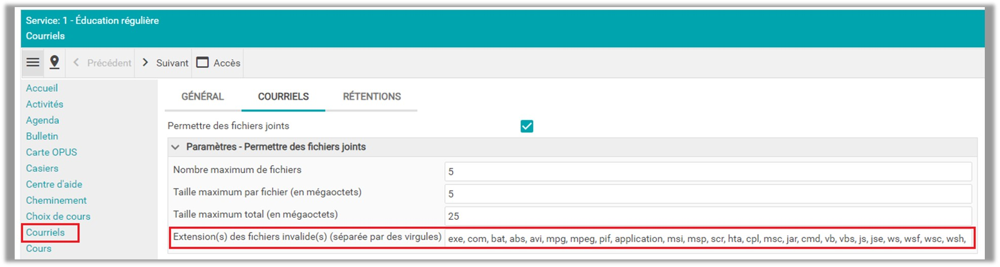 Service: 1 - Éducation régulière
Courriels
Précédent
Suivant
Accès
Accueil
Activités
Agenda
Bulletin
Carte OPUS
Casiers
Centre d'aide
Cheminement
Choix de cours
Courriels
Cours
GÉNÉRAL COURRIELS RÉTENTIONS
Permettre des fichiers joints
Paramètres - Permettre des fichiers joints
Nombre maximum de fichiers 5
Taille maximum par fichier (en mégaoctets) 5
Taille maximum total (en mégaoctets) 25
Extension(s) des fichiers invalide(s) (séparée par des virgules) exe, com, bat, abs, avi, mpg, mpeg, pif, application, msi, msp, scr, hta, cpl, msc, jar, cmd, vb, vbs, js, jse, ws, wsf, wsc, wsh,